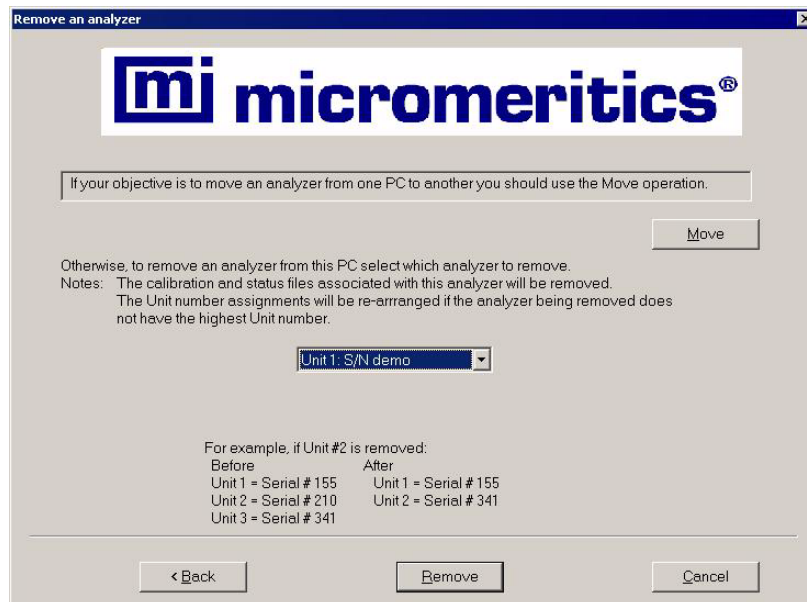 Remove an analyzer
mi micromeritics®
If your objective is to move an analyzer from one PC to another you should use the Move operation.
Move
Otherwise, to remove an analyzer from this PC select which analyzer to remove.
Notes: The calibration and status files associated with this analyzer will be removed.
The Unit number assignments will be re-arrranged if the analyzer being removed does
not have the highest Unit number.
Unit 1: S/N demo
For example, if Unit #2 is removed:
Before After
Unit 1 = Serial # 155 Unit 1 = Serial # 155
Unit 2 = Serial # 210 Unit 2 = Serial # 341
Unit 3 = Serial # 341
< Back Remove Cancel